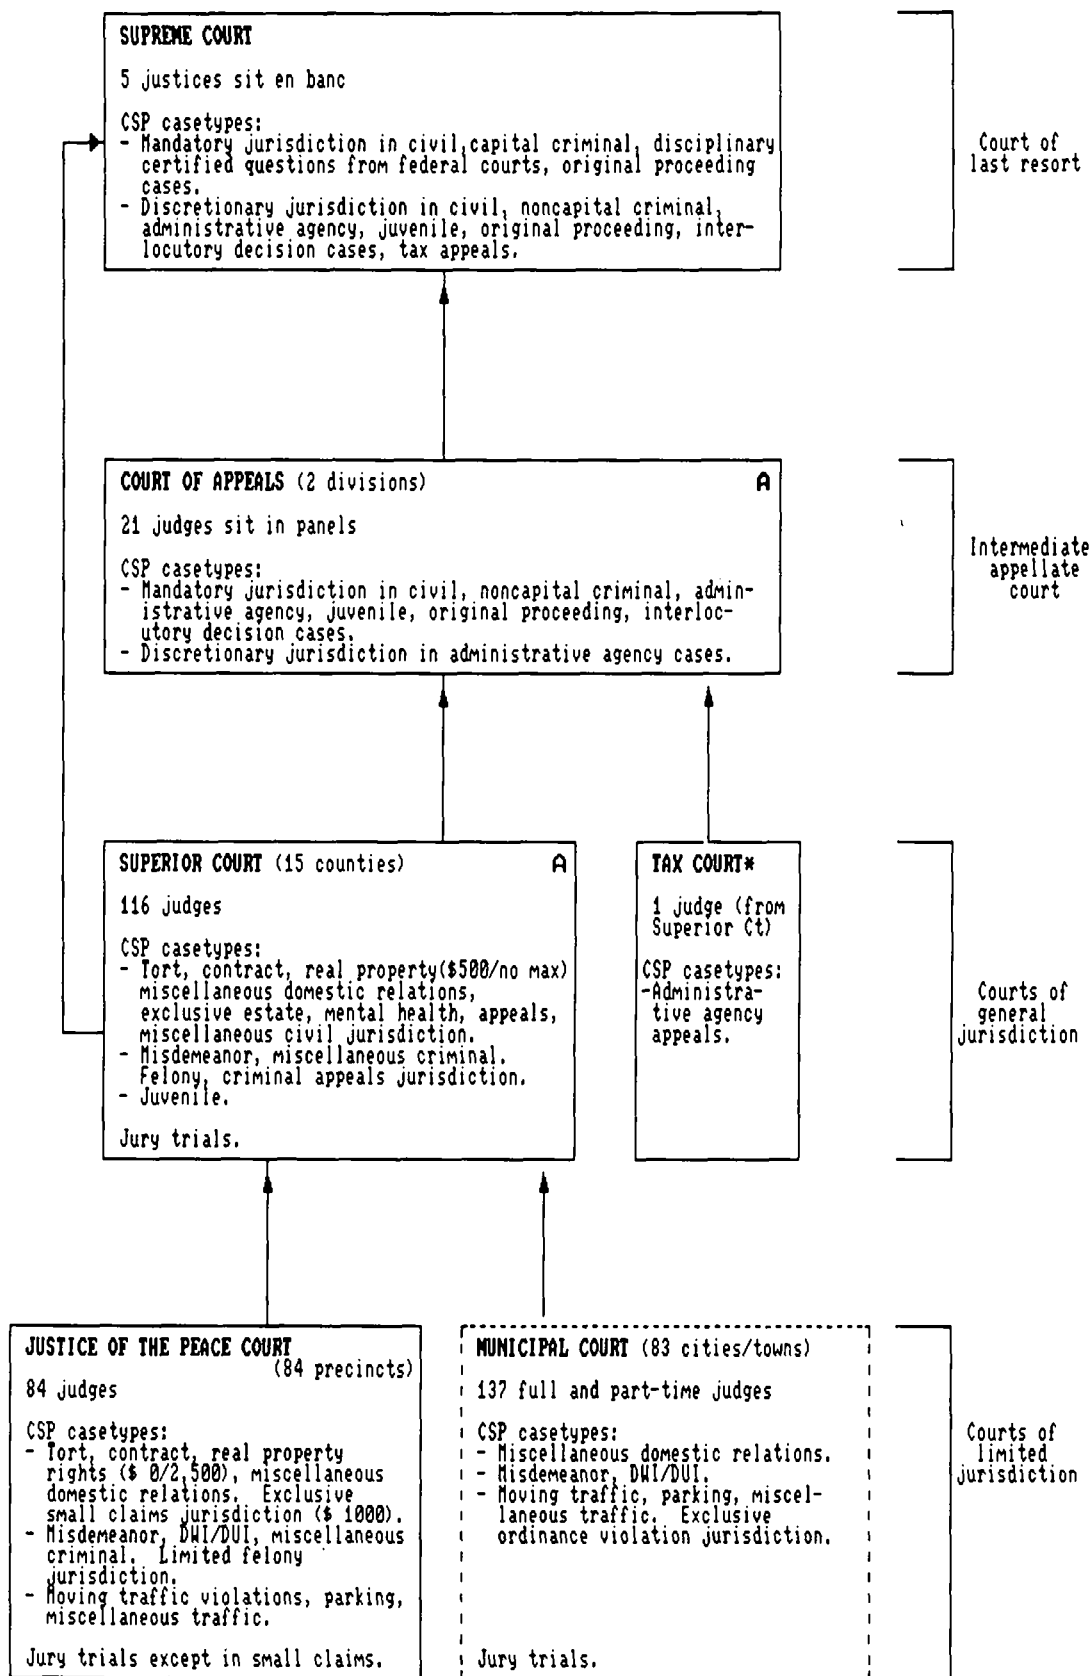 SUPREME COURT
5 justices sit en banc
CSP casetypes:
- Mandatory jurisdiction in civil, capital criminal, disciplinary
certified questions from federal courts, original proceeding
cases.
- Discretionary jurisdiction in civil, noncapital criminal,
administrative agency, juvenile, original proceeding, inter-
locutory decision cases, tax appeals.
Court of
last resort
COURT OF APPEALS (2 divisions) A
21 judges sit in panels
CSP casetypes:
- Mandatory jurisdiction in civil, noncapital criminal, admin-
istrative agency, juvenile, original proceeding, interloc-
utory decision cases.
- Discretionary jurisdiction in administrative agency cases.
Intermediate
appellate
court
SUPERIOR COURT (15 counties) A
116 judges
CSP casetypes:
- Tort, contract, real property($500/no max)
miscellaneous domestic relations,
exclusive estate, mental health, appeals,
miscellaneous civil jurisdiction.
- Misdemeanor, miscellaneous criminal.
Felony, criminal appeals jurisdiction.
- Juvenile.
Jury trials.
TAX COURT*
1 judge (from
Superior Ct)
CSP casetypes:
-Administra-
tive agency
appeals.
Courts of
general
jurisdiction
JUSTICE OF THE PEACE COURT
(84 precincts)
84 judges
CSP casetypes:
- Tort, contract, real property
rights ($ 0/2,500), miscellaneous
domestic relations. Exclusive
small claims jurisdiction ($ 1000).
- Misdemeanor, DWI/DUI, miscellaneous
criminal. Limited felony
jurisdiction.
- Moving traffic violations, parking,
miscellaneous traffic.
Jury trials except in small claims.
MUNICIPAL COURT (83 cities/towns)
137 full and part-time judges
CSP casetypes:
- Miscellaneous domestic relations.
- Misdemeanor, DWI/DUI.
- Moving traffic, parking, miscel-
laneous traffic. Exclusive
ordinance violation jurisdiction.
Jury trials.
Courts of
limited
jurisdiction